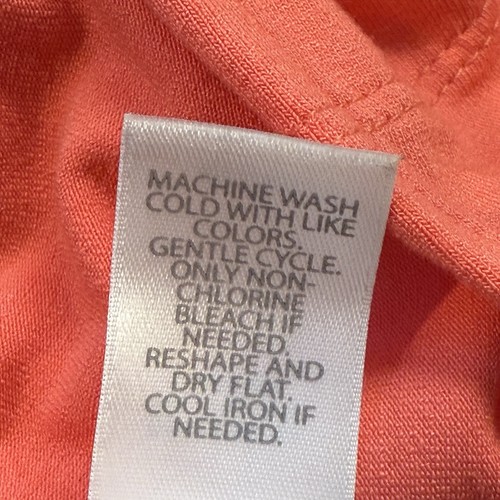 MACHINE WASH
COLD WITH LIKE
COLORS.
GENTLE CYCLE.
ONLY NON-
CHLORINE
BLEACH IF
NEEDED.
RESHAPE AND
DRY FLAT.
COOL IRON IF
NEEDED.